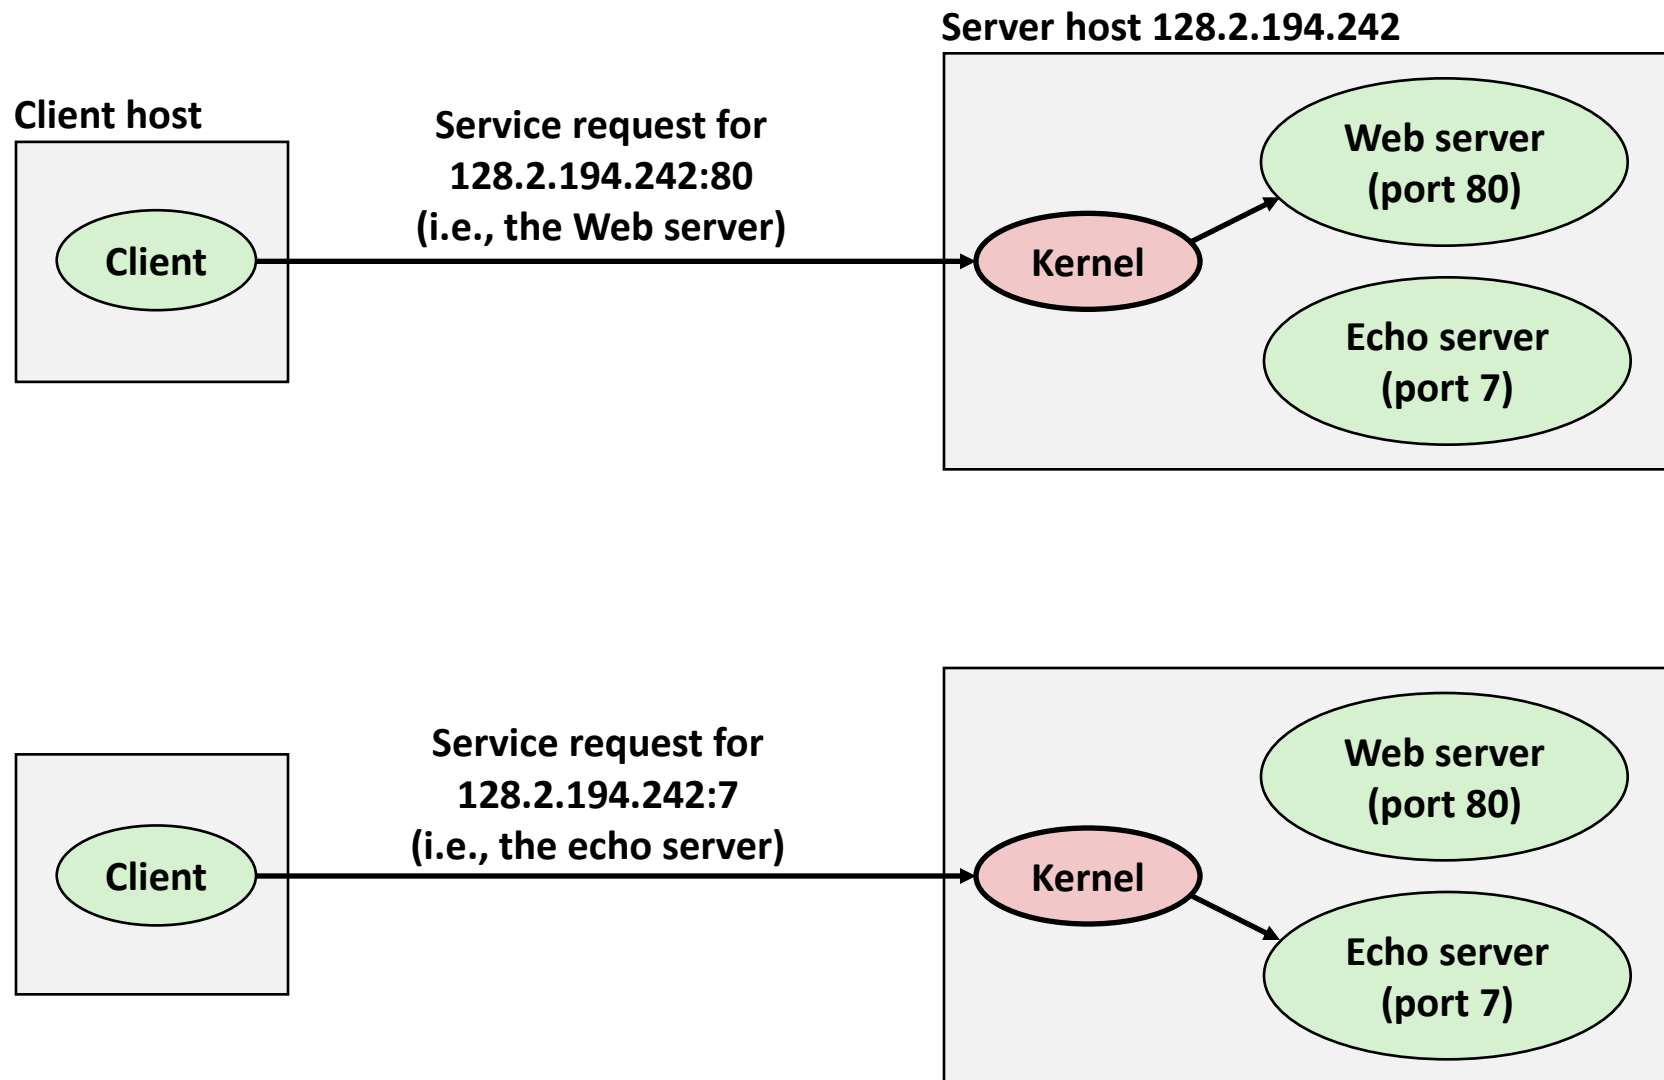 Server host 128.2.194.242
Client host
Service request for
128.2.194.242:80
(i.e., the Web server)
Client
Kernel
Web server
(port 80)
Echo server
(port 7)
Service request for
128.2.194.242:7
(i.e., the echo server)
Client
Kernel
Web server
(port 80)
Echo server
(port 7)